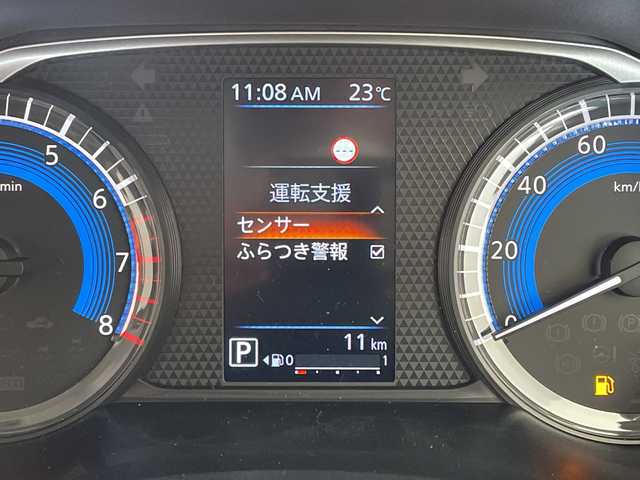 11:08 AM 23℃
---
運転支援
センサー
ふらつき警報
11 km
P 0 1
5
6
7
8
min
0
20
40
60
km/